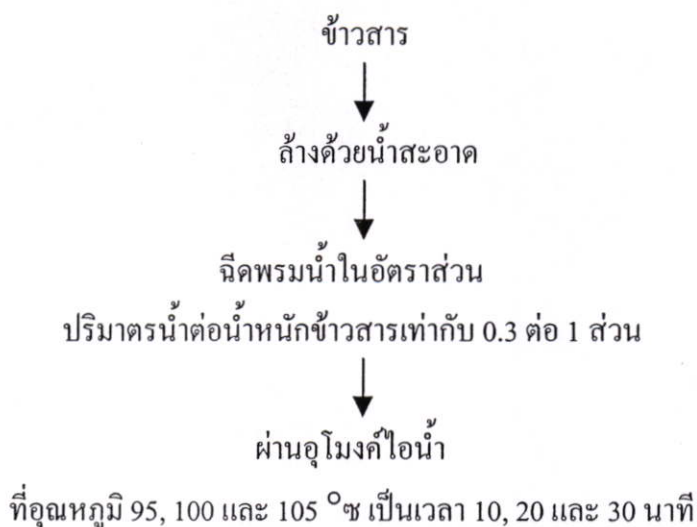 ข้าวสาร
ล้างด้วยน้ำสะอาด
ฉีดพรมน้ำในอัตราส่วน
ปริมาตรน้ำต่อน้ำหนักข้าวสารเท่ากับ 0.3 ต่อ 1 ส่วน
ผ่านอุโมงค์ไอน้ำ
ที่อุณหภูมิ 95, 100 และ 105 °ซ เป็นเวลา 10, 20 และ 30 นาที